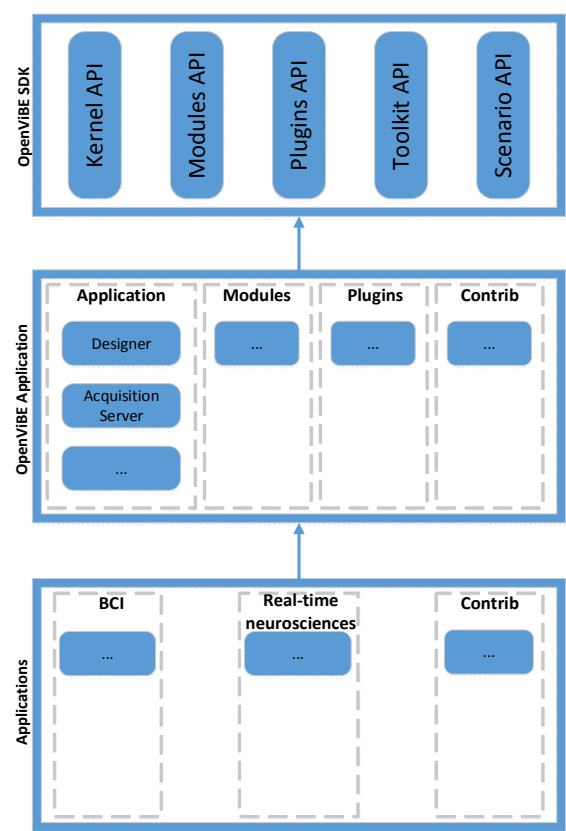 OpenViBE SDK
Kernel API
Modules API
Plugins API
Toolkit API
Scenario API
OpenViBE Application
Application
Designer
Acquisition
Server
...
Modules
...
Plugins
...
Contrib
...
Applications
BCI
...
Real-time
neurosciences
...
Contrib
...